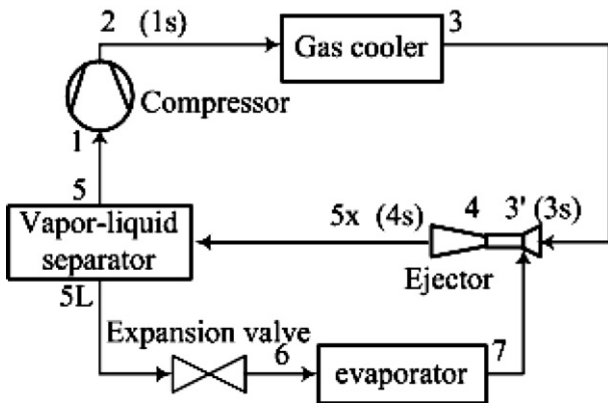 2 (1s)
Gas cooler
3
Compressor
1
5
Vapor-liquid
separator
5x (4s)
4
3' (3s)
Ejector
5L
Expansion valve
6
evaporator
7